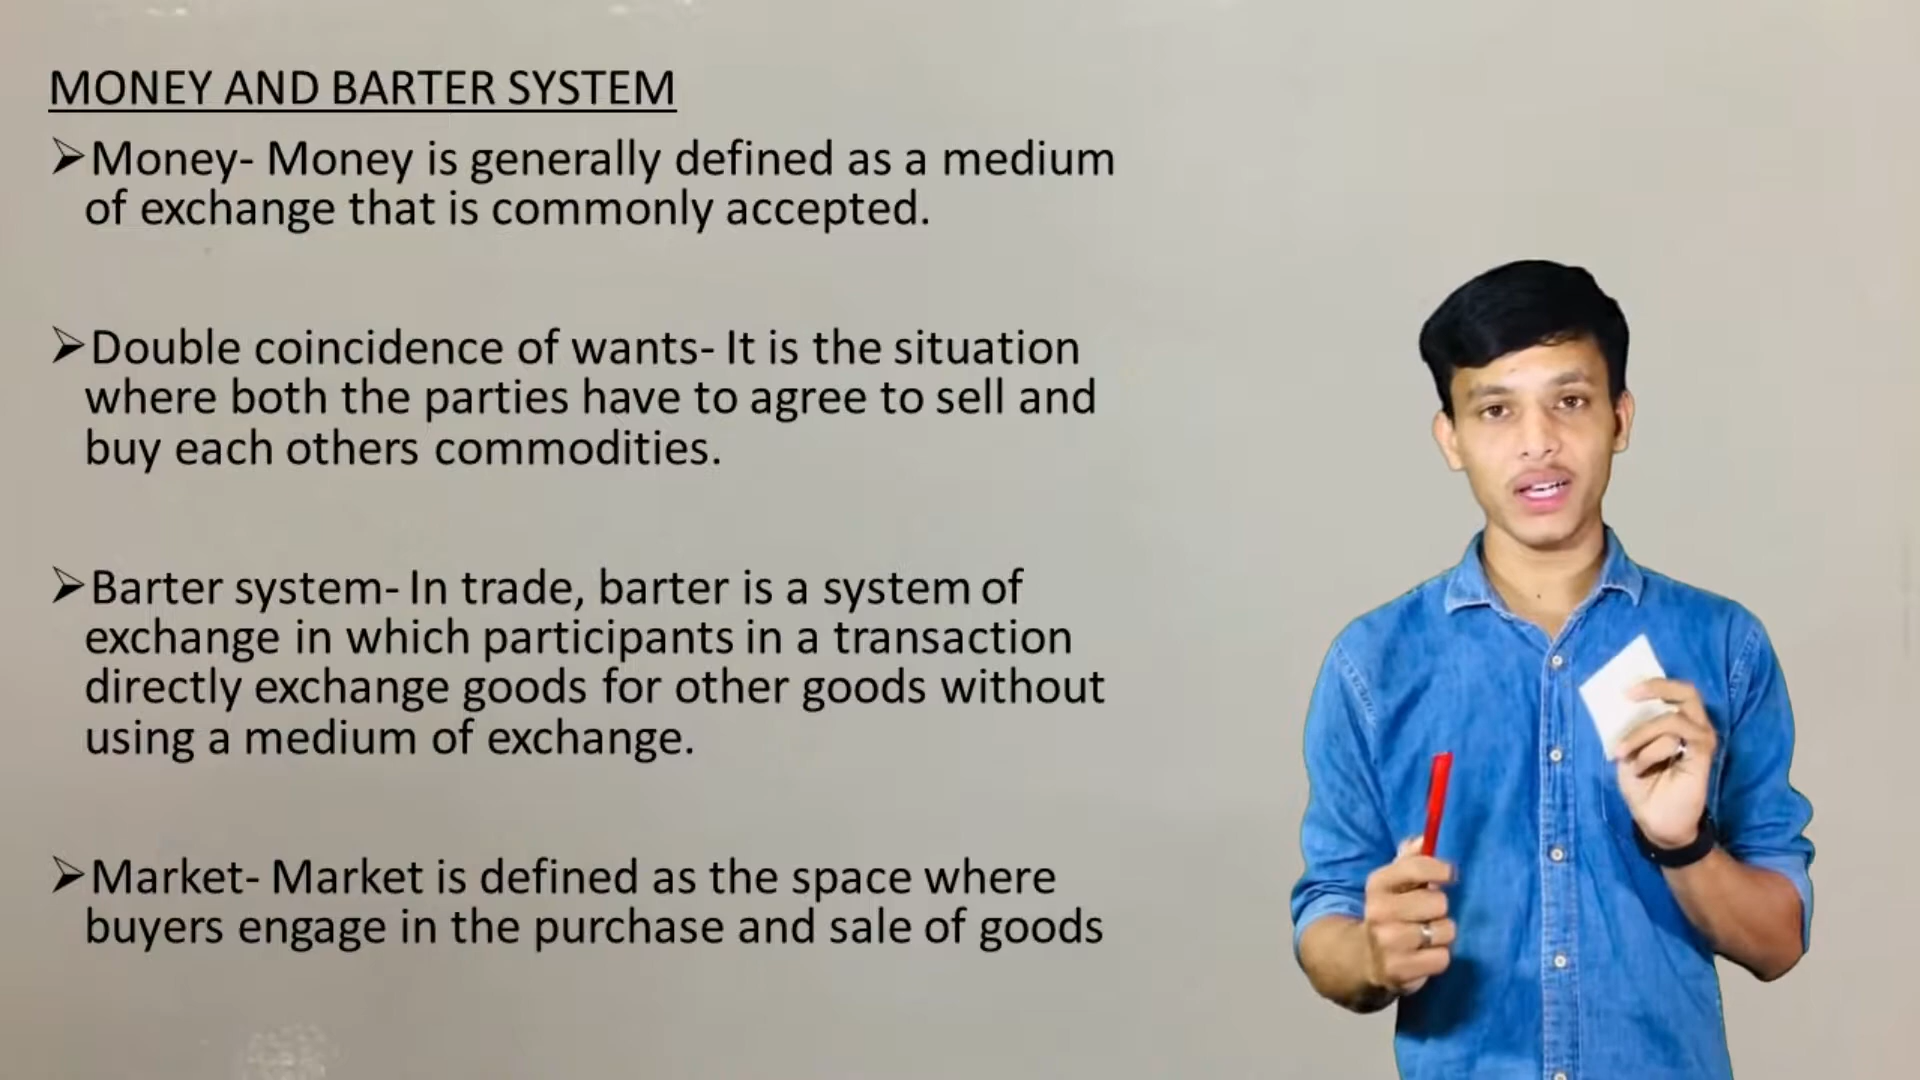 MONEY AND BARTER SYSTEM
➢Money- Money is generally defined as a medium
of exchange that is commonly accepted.
➢Double coincidence of wants- It is the situation
where both the parties have to agree to sell and
buy each others commodities.
➢Barter system- In trade, barter is a system of
exchange in which participants in a transaction
directly exchange goods for other goods without
using a medium of exchange.
➢Market- Market is defined as the space where
buyers engage in the purchase and sale of goods